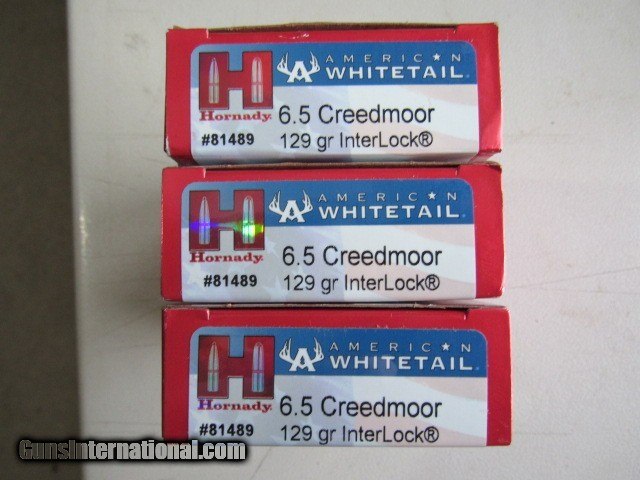 H AMERICAN
WHITETAIL
Hornady 6.5 Creedmoor
#81489 129 gr InterLock®
H AMERICAN
WHITETAIL
Hornady 6.5 Creedmoor
#81489 129 gr InterLock®
H AMERICAN
WHITETAIL
Hornady 6.5 Creedmoor
#81489 129 gr InterLock®
GunsInternational.com